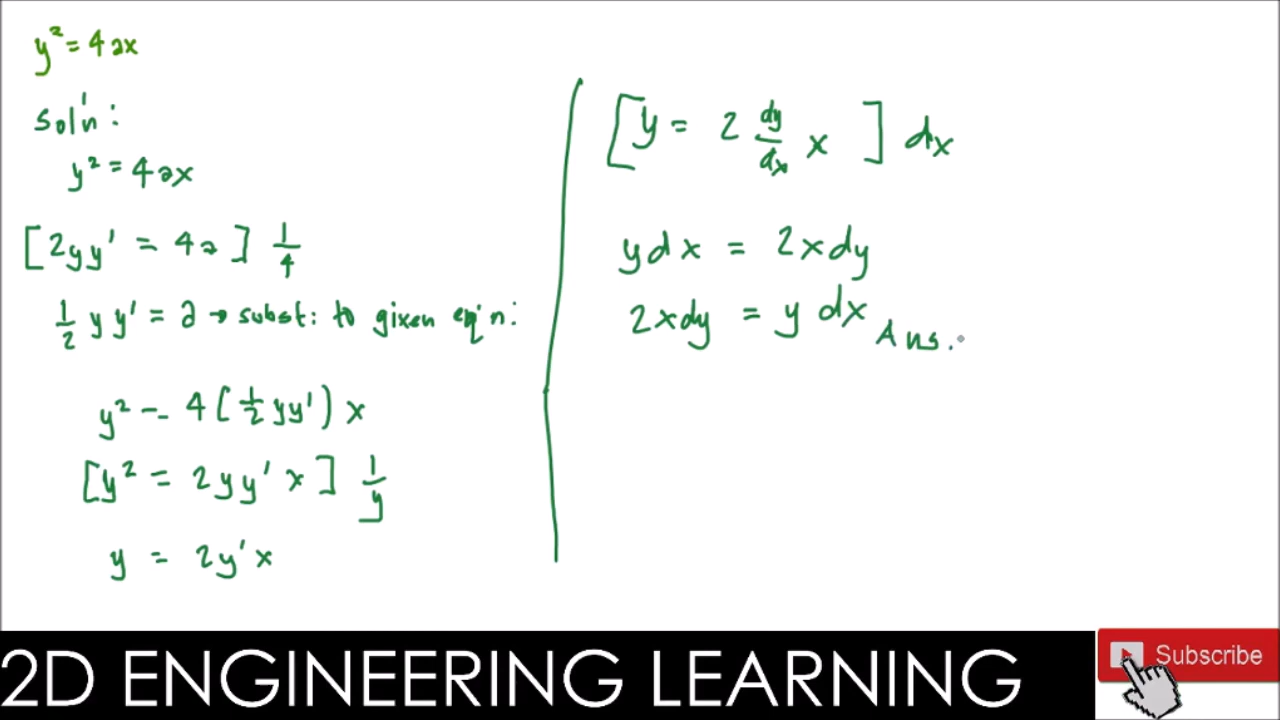 y² = 4ax
sol'n:
y² = 4ax
[2yy' = 4a] 1/4
1/2 yy' = a → subst: to given eq'n:
y² = 4(1/2 yy')x
[y² = 2yy'x] 1/y
y = 2y'x
[y = 2 dy/dx x] dx
ydx = 2xdy
2xdy = y dx Ans.
2D ENGINEERING LEARNING
Subscribe